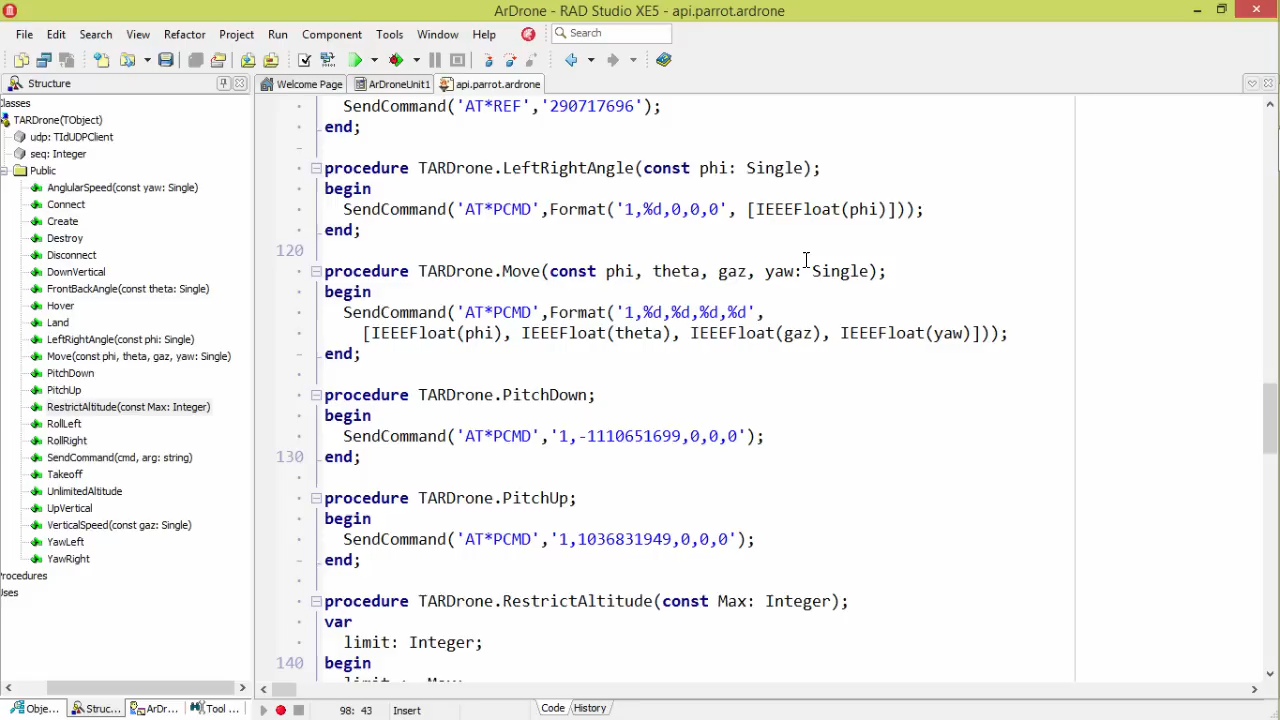 ArDrone - RAD Studio XE5 - api.parrot.ardrone
File Edit Search View Refactor Project Run Component Tools Window Help Search
Structure
Welcome Page ArDroneUnit1 api.parrot.ardrone
Classes
TARDrone(TObject)
udp: TIdUDPClient
seq: Integer
Public
AnglularSpeed(const yaw: Single)
Connect
Create
Destroy
Disconnect
DownVertical
FrontBackAngle(const theta: Single)
Hover
Land
LeftRightAngle(const phi: Single)
Move(const phi, theta, gaz, yaw: Single)
PitchDown
PitchUp
RestrictAltitude(const Max: Integer)
RollLeft
RollRight
SendCommand(cmd, arg: string)
Takeoff
UnlimitedAltitude
UpVertical
VerticalSpeed(const gaz: Single)
YawLeft
YawRight
Procedures
Uses
SendCommand('AT*REF','290717696');
end;
procedure TARDrone.LeftRightAngle(const phi: Single);
begin
SendCommand('AT*PCMD',Format('1,%d,0,0,0', [IEEEFloat(phi)]));
end;
120
procedure TARDrone.Move(const phi, theta, gaz, yaw: Single);
begin
SendCommand('AT*PCMD',Format('1,%d,%d,%d,%d',
[IEEEFloat(phi), IEEEFloat(theta), IEEEFloat(gaz), IEEEFloat(yaw)]));
end;
procedure TARDrone.PitchDown;
begin
SendCommand('AT*PCMD','1,-1110651699,0,0,0');
130 end;
procedure TARDrone.PitchUp;
begin
SendCommand('AT*PCMD','1,1036831949,0,0,0');
end;
procedure TARDrone.RestrictAltitude(const Max: Integer);
var
limit: Integer;
140 begin
Obje... Struc... ArDr... Tool ... 98: 43 Insert Code History